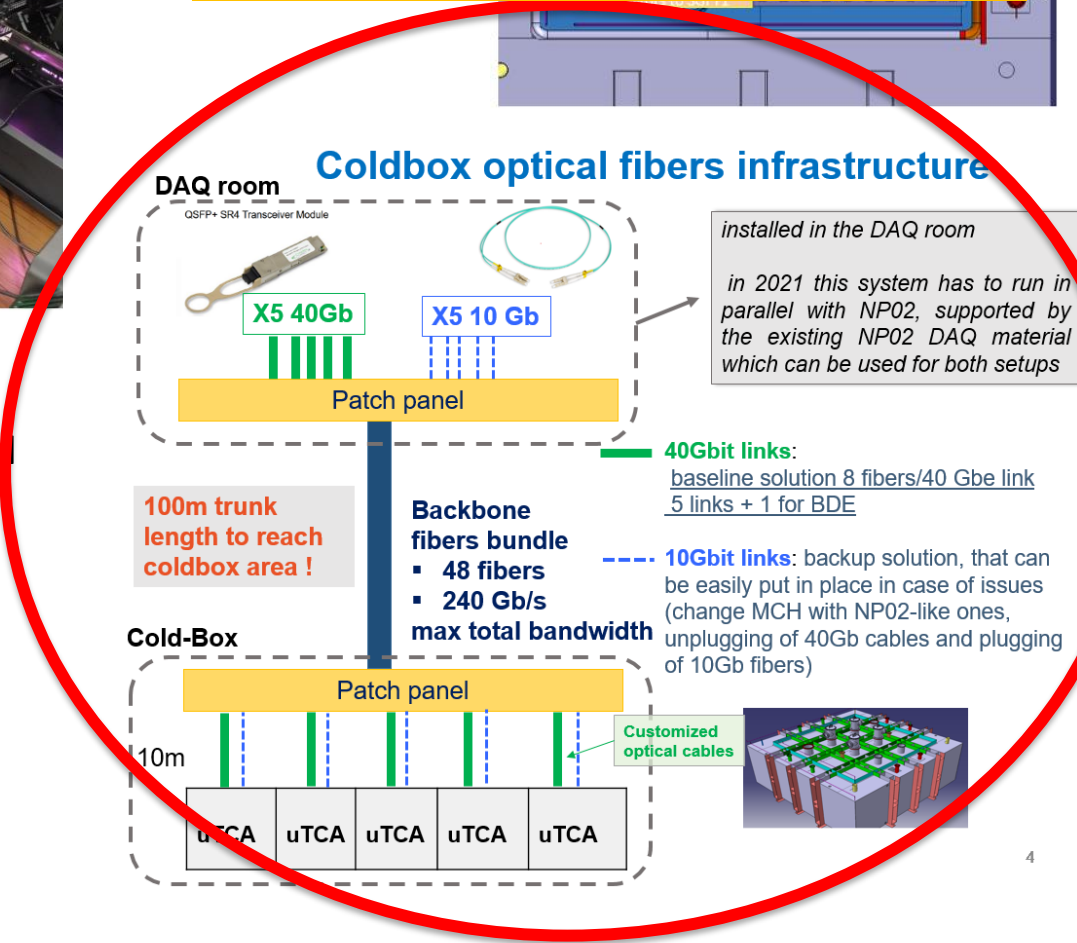 Coldbox optical fibers infrastructure
DAQ room
QSFP+ SR4 Transceiver Module
X5 40Gb
X5 10 Gb
Patch panel
installed in the DAQ room
in 2021 this system has to run in
parallel with NP02, supported by
the existing NP02 DAQ material
which can be used for both setups
40Gbit links:
baseline solution 8 fibers/40 Gbe link
5 links + 1 for BDE
100m trunk
length to reach
coldbox area !
Backbone
fibers bundle
▪ 48 fibers
▪ 240 Gb/s
max total bandwidth
10Gbit links: backup solution, that can
be easily put in place in case of issues
(change MCH with NP02-like ones,
unplugging of 40Gb cables and plugging
of 10Gb fibers)
Cold-Box
Patch panel
Customized
optical cables
10m
uTCA
uTCA
uTCA
uTCA
uTCA
4